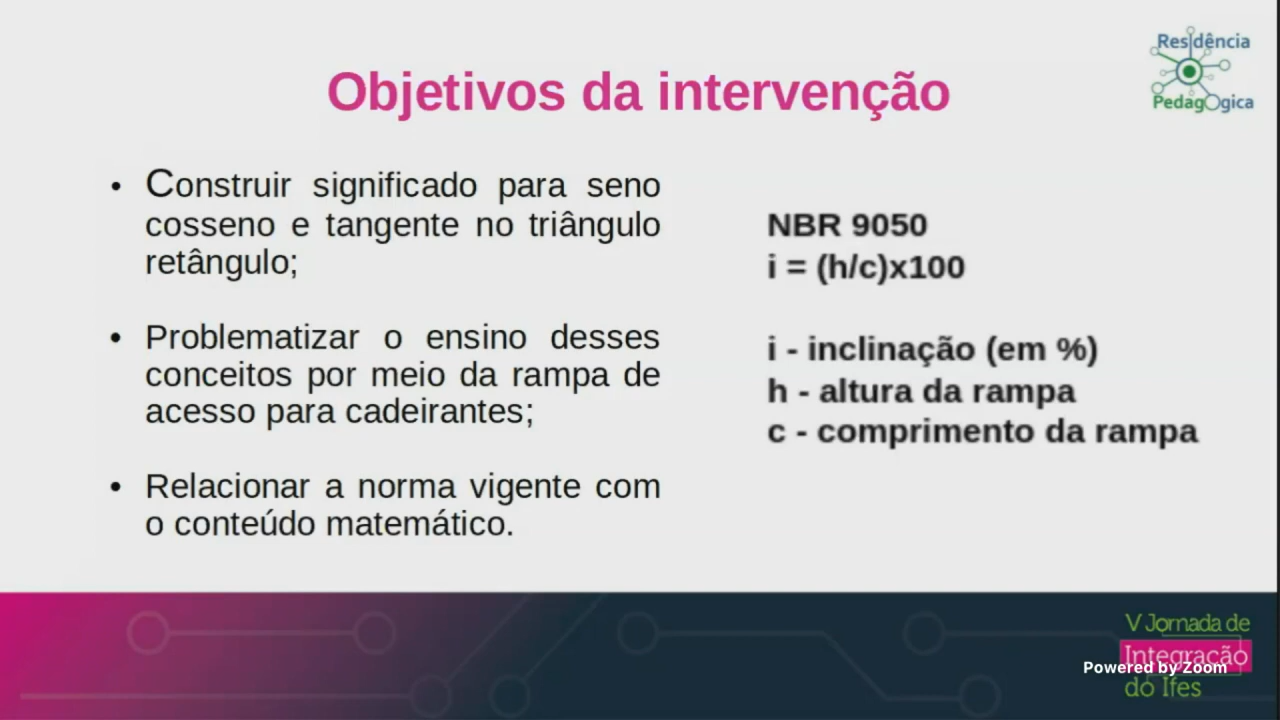 Residência
PedagOgica
Objetivos da intervenção
• Construir significado para seno
cosseno e tangente no triângulo
retângulo;
• Problematizar o ensino desses
conceitos por meio da rampa de
acesso para cadeirantes;
• Relacionar a norma vigente com
o conteúdo matemático.
NBR 9050
i = (h/c)x100
i - inclinação (em %)
h - altura da rampa
c - comprimento da rampa
V Jornada de
Integração
do Ifes
Powered by Zoom